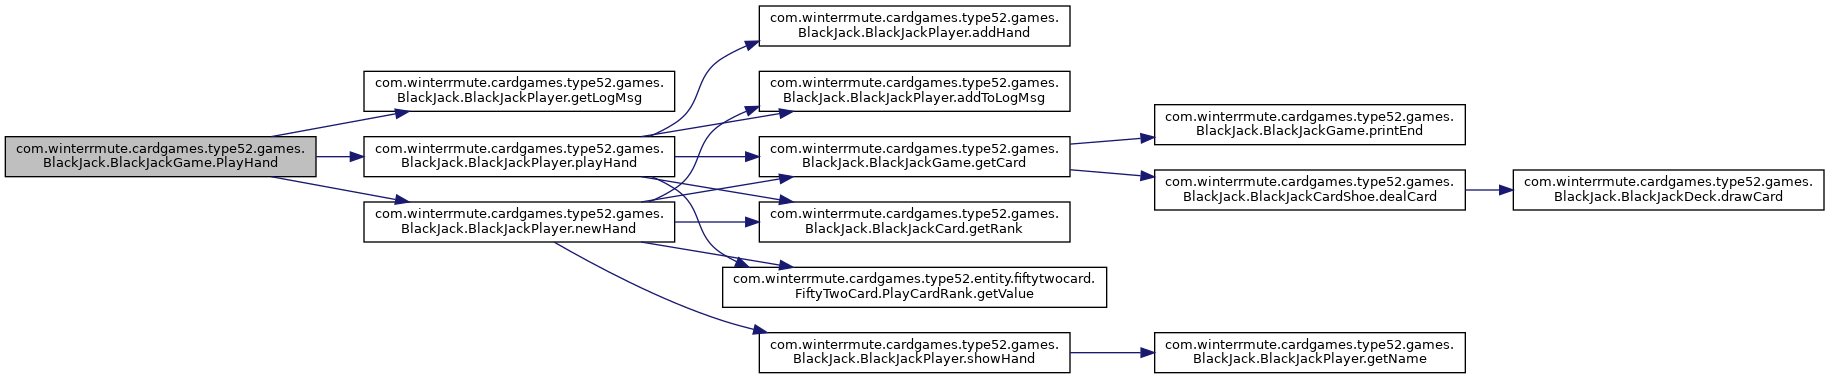 com.winterrmute.cardgames.type52.games.
BlackJack.BlackJackPlayer.addHand
com.winterrmute.cardgames.type52.games.
BlackJack.BlackJackPlayer.getLogMsg
com.winterrmute.cardgames.type52.games.
BlackJack.BlackJackPlayer.addToLogMsg
com.winterrmute.cardgames.type52.games.
BlackJack.BlackJackGame.printEnd
com.winterrmute.cardgames.type52.games.
BlackJack.BlackJackGame.PlayHand
com.winterrmute.cardgames.type52.games.
BlackJack.BlackJackPlayer.playHand
com.winterrmute.cardgames.type52.games.
BlackJack.BlackJackGame.getCard
com.winterrmute.cardgames.type52.games.
BlackJack.BlackJackCardShoe.dealCard
com.winterrmute.cardgames.type52.games.
BlackJack.BlackJackDeck.drawCard
com.winterrmute.cardgames.type52.games.
BlackJack.BlackJackPlayer.newHand
com.winterrmute.cardgames.type52.games.
BlackJack.BlackJackCard.getRank
com.winterrmute.cardgames.type52.entity.fiftytwocard.
FiftyTwoCard.PlayCardRank.getValue
com.winterrmute.cardgames.type52.games.
BlackJack.BlackJackPlayer.showHand
com.winterrmute.cardgames.type52.games.
BlackJack.BlackJackPlayer.getName